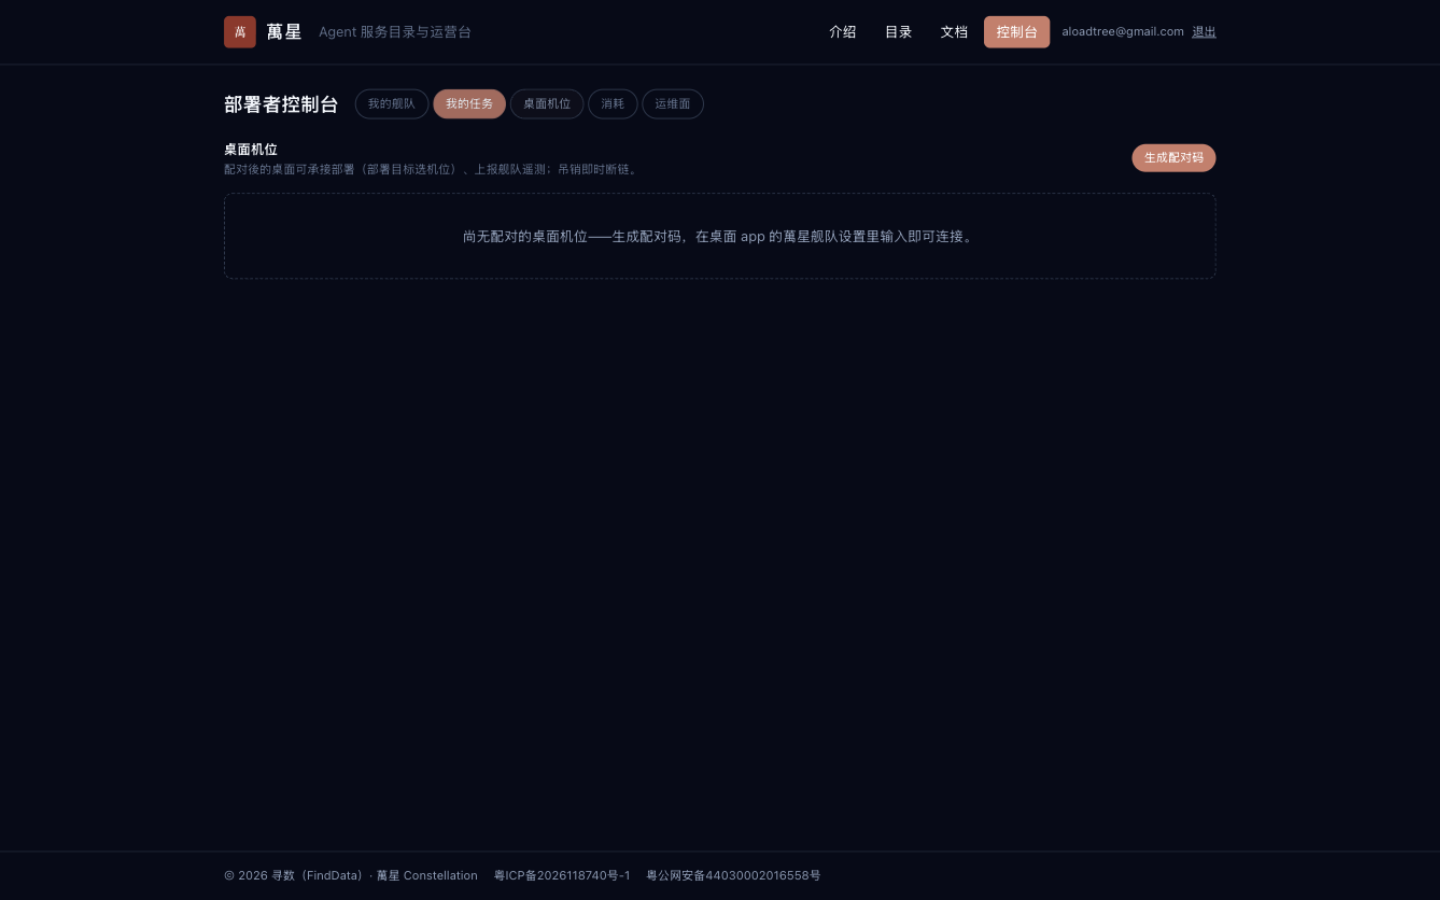 萬 萬星 Agent 服务目录与运营台 介绍 目录 文档 控制台 aloadtree@gmail.com 退出
部署者控制台 我的舰队 我的任务 桌面机位 消耗 运维面
桌面机位
配对後的桌面可承接部署（部署目标选机位）、上报舰队遥测；吊销即时断链。
生成配对码
尚无配对的桌面机位——生成配对码，在桌面 app 的萬星舰队设置里输入即可连接。
© 2026 寻数（FindData）· 萬星 Constellation 粤ICP备2026118740号-1 粤公网安备44030002016558号